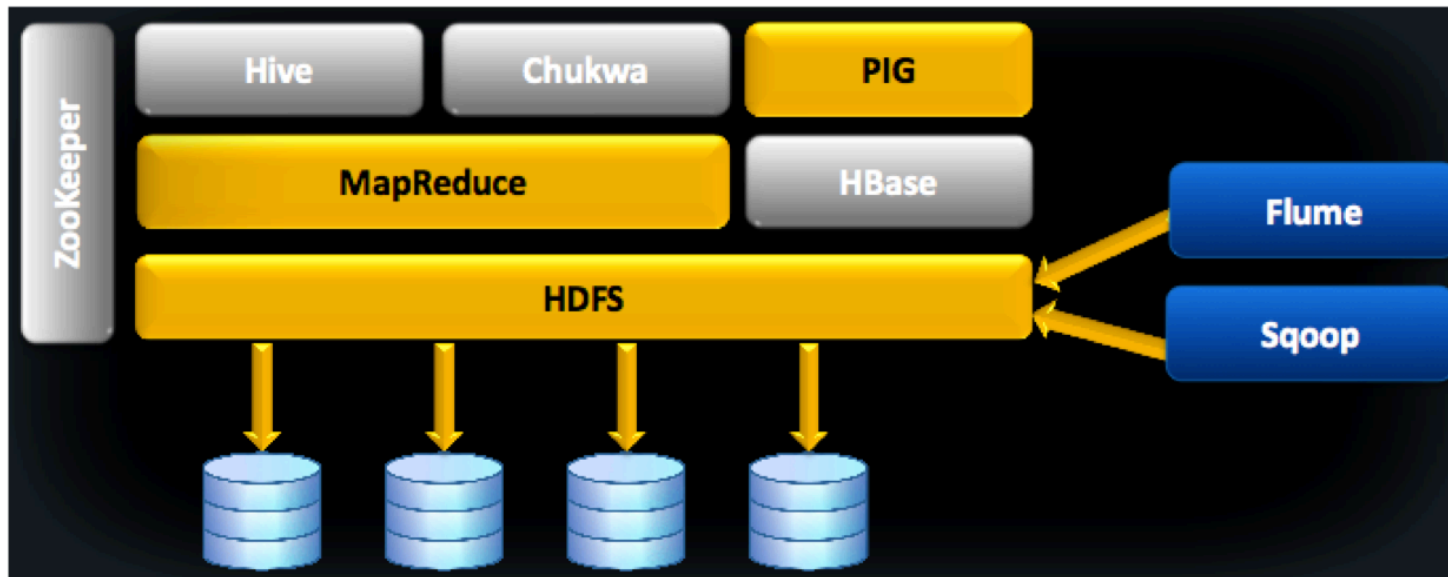 ZooKeeper
Hive
Chukwa
PIG
MapReduce
HBase
Flume
HDFS
Sqoop